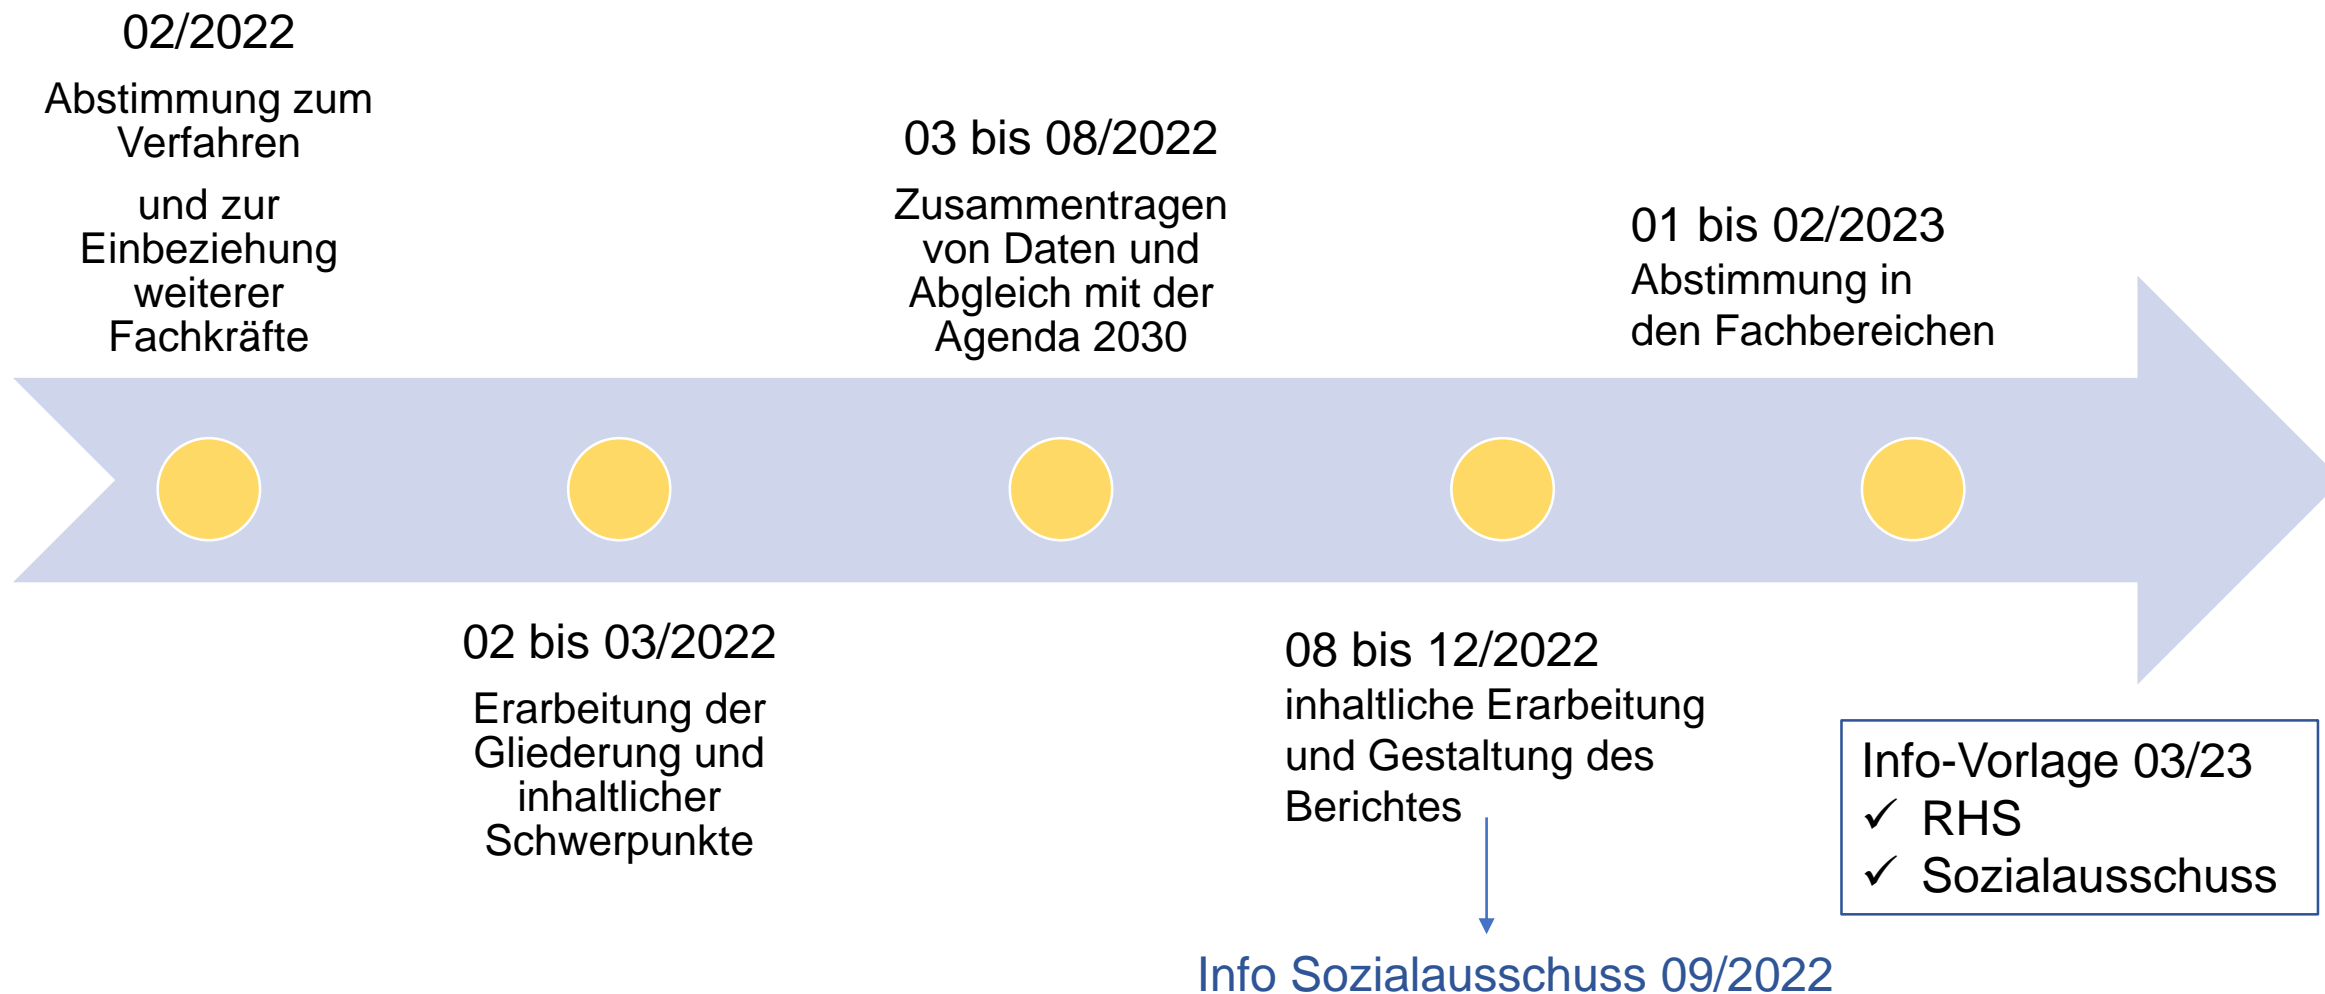 02/2022
Abstimmung zum
Verfahren
und zur
Einbeziehung
weiterer
Fachkräfte
02 bis 03/2022
Erarbeitung der
Gliederung und
inhaltlicher
Schwerpunkte
03 bis 08/2022
Zusammentragen
von Daten und
Abgleich mit der
Agenda 2030
08 bis 12/2022
inhaltliche Erarbeitung
und Gestaltung des
Berichtes
Info Sozialausschuss 09/2022
01 bis 02/2023
Abstimmung in
den Fachbereichen
Info-Vorlage 03/23
✓ RHS
✓ Sozialausschuss